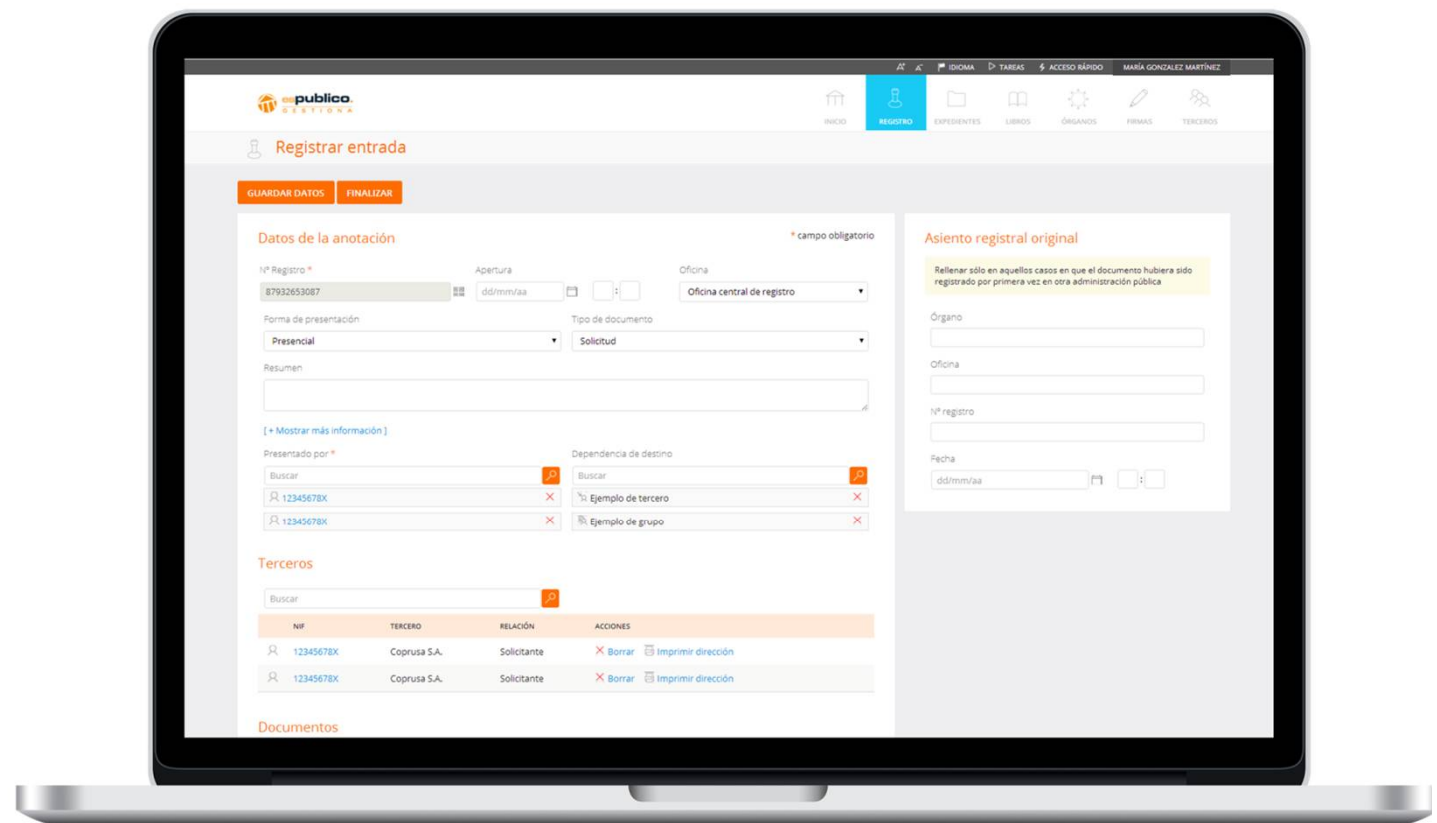 A+ A- IDIOMA TAREAS ACCESO RÁPIDO MARÍA GONZALEZ MARTÍNEZ
espublico.
GESTIONA
INICIO REGISTRO EXPEDIENTES LIBROS ÓRGANOS FIRMAS TERCEROS
Registrar entrada
GUARDAR DATOS FINALIZAR
Datos de la anotación * campo obligatorio
Nº Registro * Apertura Oficina
87932653087 dd/mm/aa : Oficina central de registro
Forma de presentación Tipo de documento
Presencial Solicitud
Resumen
[ + Mostrar más información ]
Presentado por * Dependencia de destino
Buscar Buscar
12345678X Ejemplo de tercero
12345678X Ejemplo de grupo
Terceros
Buscar
NIF TERCERO RELACIÓN ACCIONES
12345678X Coprusa S.A. Solicitante Borrar Imprimir dirección
12345678X Coprusa S.A. Solicitante Borrar Imprimir dirección
Documentos
Asiento registral original
Rellenar sólo en aquellos casos en que el documento hubiera sido
registrado por primera vez en otra administración pública
Órgano
Oficina
Nº registro
Fecha
dd/mm/aa :